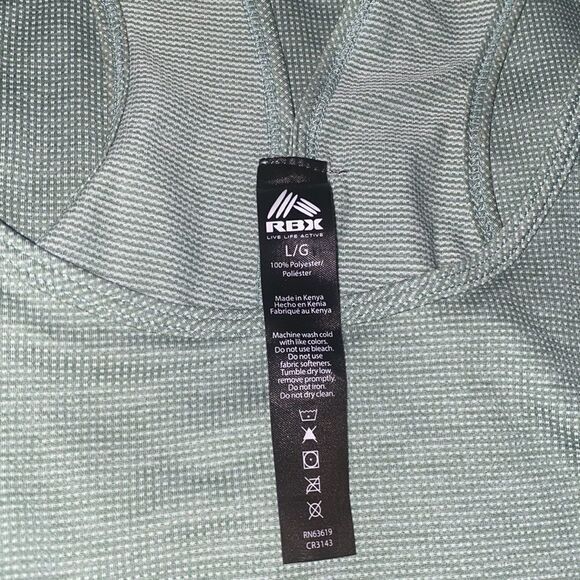 RBX
LIVE LIFE ACTIVE
L/G
100% Polyester/
Poliéster
Made in Kenya
Hecho en Kenia
Fabriqué au Kenya
Machine wash cold
with like colors.
Do not use bleach.
Do not use
fabric softeners.
Tumble dry low,
remove promptly.
Do not iron.
Do not dry clean.
RN63619
CR3143